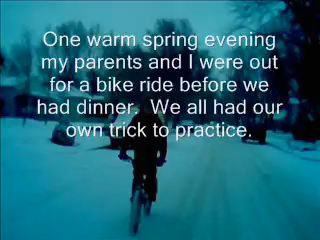 One warm spring evening
my parents and I were out
for a bike ride before we
had dinner.  We all had our
own trick to practice.